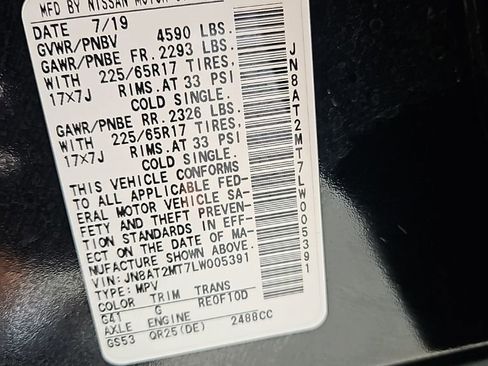 MFD BY NISSAN MOTOR
DATE 7/19
GVWR/PNBV 4590 LBS.
GAWR/PNBE FR. 2293 LBS.
WITH 225/65R17 TIRES,
17X7J RIMS.AT 33 PSI
COLD SINGLE.
GAWR/PNBE RR. 2326 LBS.
WITH 225/65R17 TIRES,
17X7J RIMS.AT 33 PSI
COLD SINGLE.
THIS VEHICLE CONFORMS
TO ALL APPLICABLE FED-
ERAL MOTOR VEHICLE SA-
FETY AND THEFT PREVEN-
TION STANDARDS IN EFF-
ECT ON THE DATE OF MA-
NUFACTURE SHOWN ABOVE.
VIN:JN8AT2MT7LW005391
TYPE:MPV
COLOR TRIM TRANS
G41 G RE0F10D
AXLE ENGINE
GS53 QR25(DE) 2488CC
JN8AT2MT7LW005391